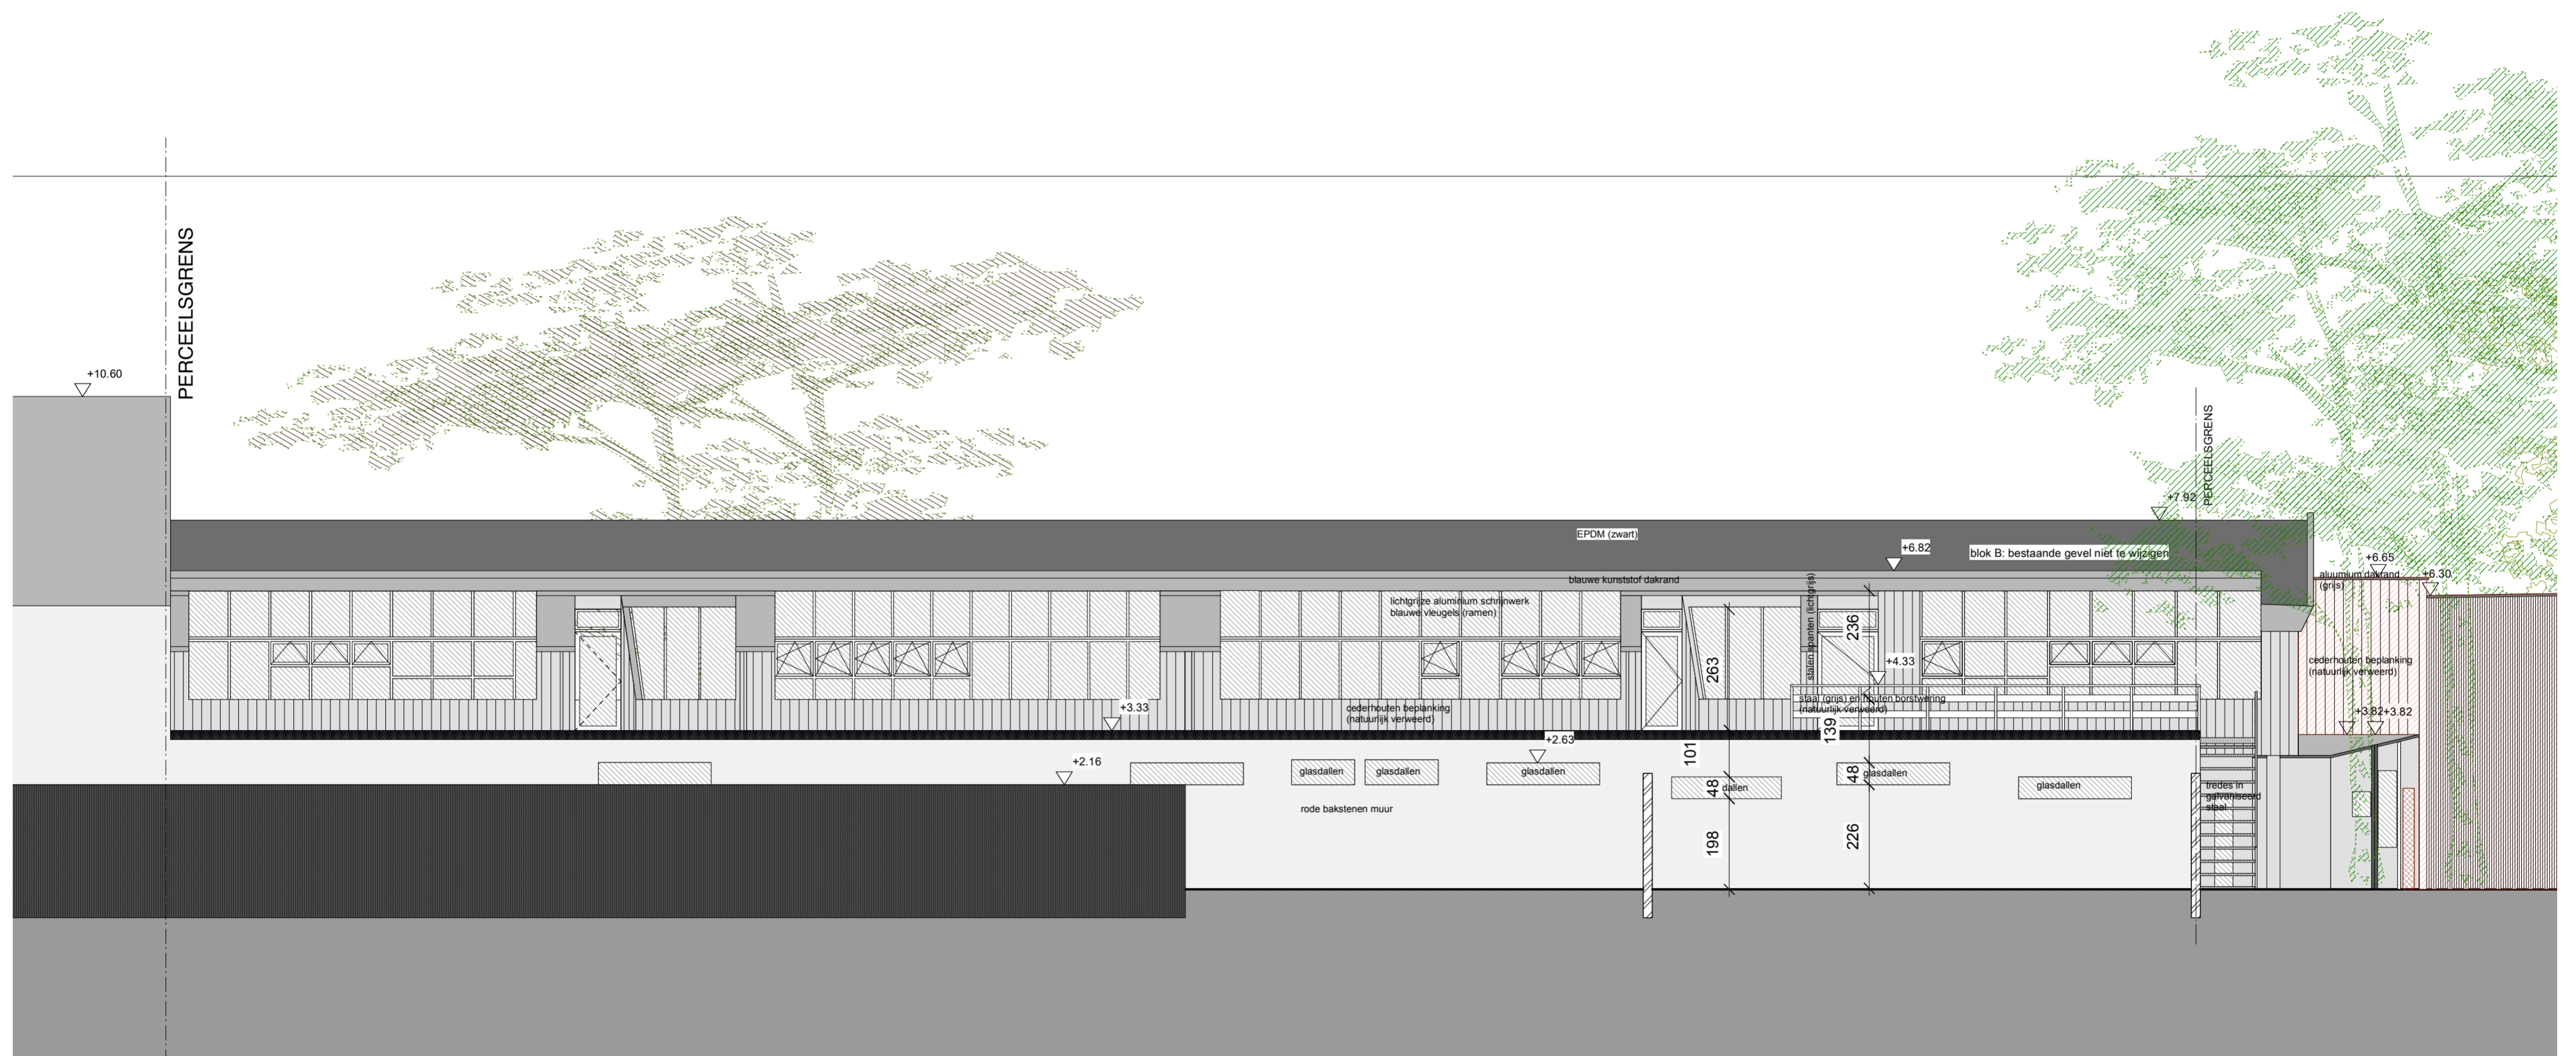 PERCEELSGRENS
+10.60
PERCEELSGRENS
+7.92
EPDM (zwart)
+6.82
blok B: bestaande gevel niet te wijzigen
+6.65
aluumium dakrand
(grijs)
+6.30
blauwe kunststof dakrand
lichtgrijze aluminium schrijnwerk
blauwe vleugels (ramen)
stalen spanten (lichtgrijs)
236
263
+4.33
cederhouten beplanking
(natuurlijk verweerd)
staal (grijs) en houten borstwering
(natuurlijk verweerd)
cederhouten beplanking
(natuurlijk verweerd)
+3.33
+3.82
+3.82
139
+2.63
101
+2.16
glasdallen
glasdallen
glasdallen
48
glasdallen
48
dallen
glasdallen
tredes in
galvaniseerd
staal
rode bakstenen muur
198
226